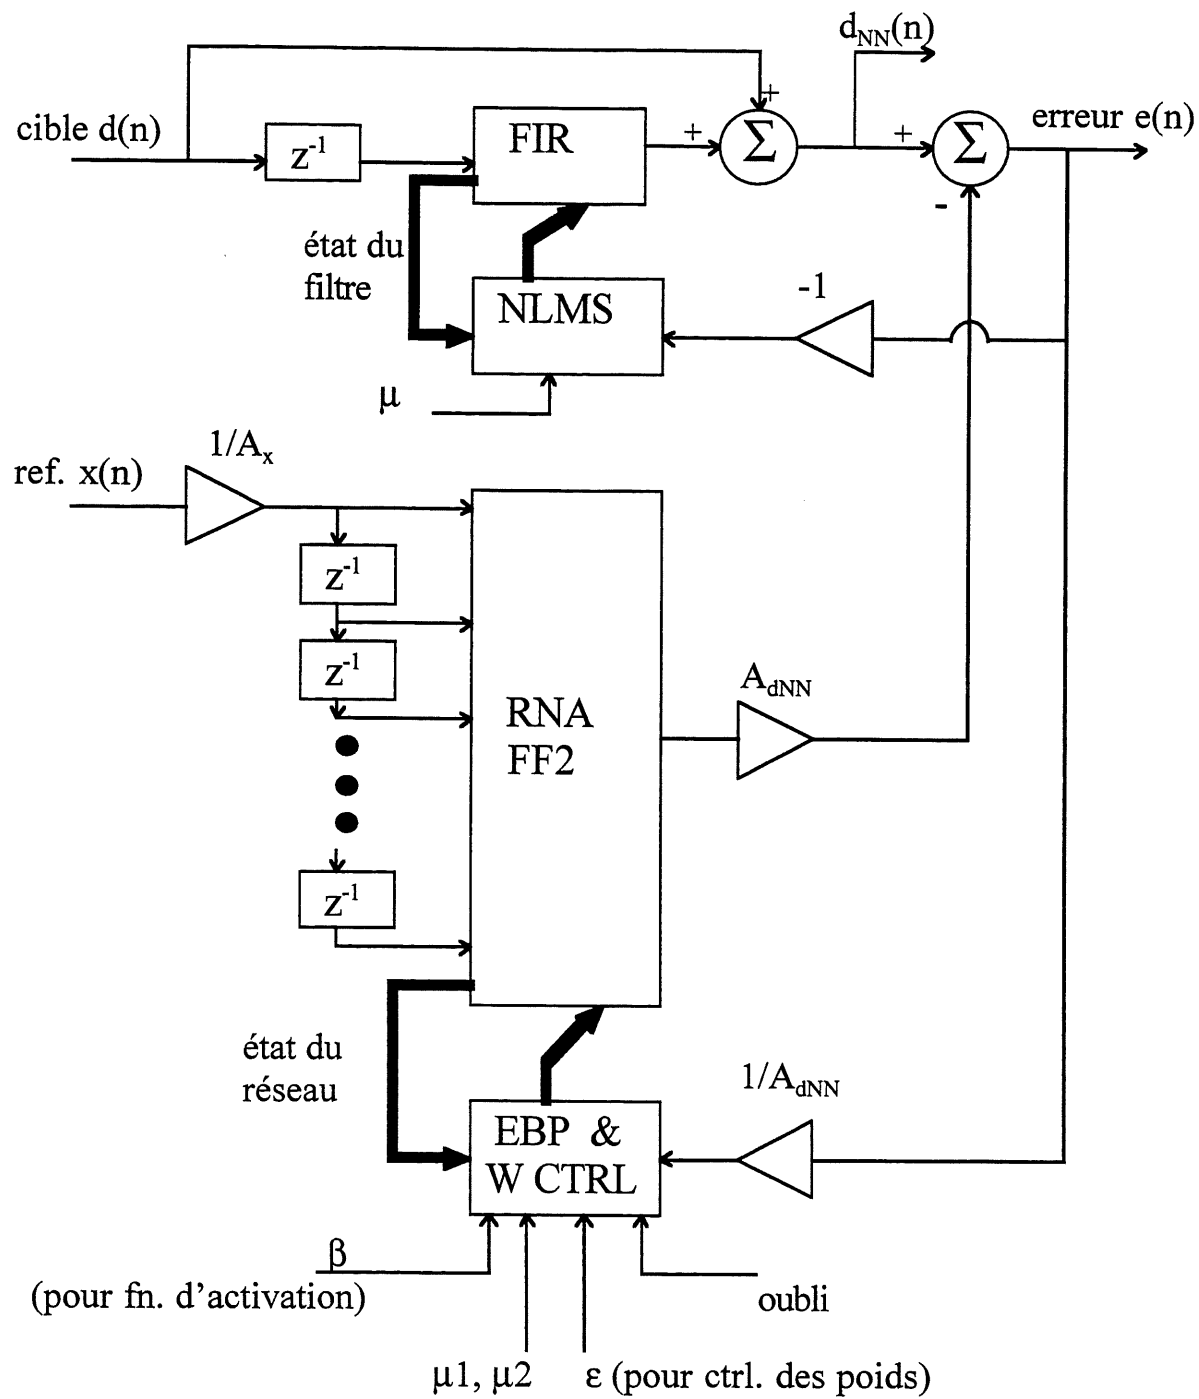 d_NN(n)
+
cible d(n)
z⁻¹
FIR
+
Σ
+
Σ
erreur e(n)
-
état du
filtre
NLMS
-1
μ
1/A_x
ref. x(n)
z⁻¹
z⁻¹
RNA
FF2
A_dNN
z⁻¹
état du
réseau
1/A_dNN
EBP &
W CTRL
β
(pour fn. d'activation)
oubli
μ1, μ2
ε (pour ctrl. des poids)